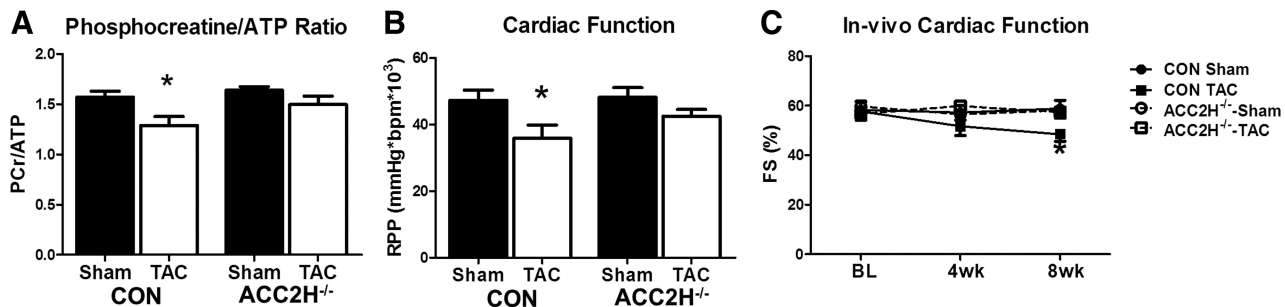 A Phosphocreatine/ATP Ratio
PCr/ATP
2.0
1.5
1.0
0.5
0.0
*
Sham TAC Sham TAC
CON ACC2H-/-
B Cardiac Function
RPP (mmHg*bpm*10³)
60
40
20
0
*
Sham TAC Sham TAC
CON ACC2H-/-
C In-vivo Cardiac Function
FS (%)
80
60
40
20
0
*
BL 4wk 8wk
CON Sham
CON TAC
ACC2H-/--Sham
ACC2H-/--TAC